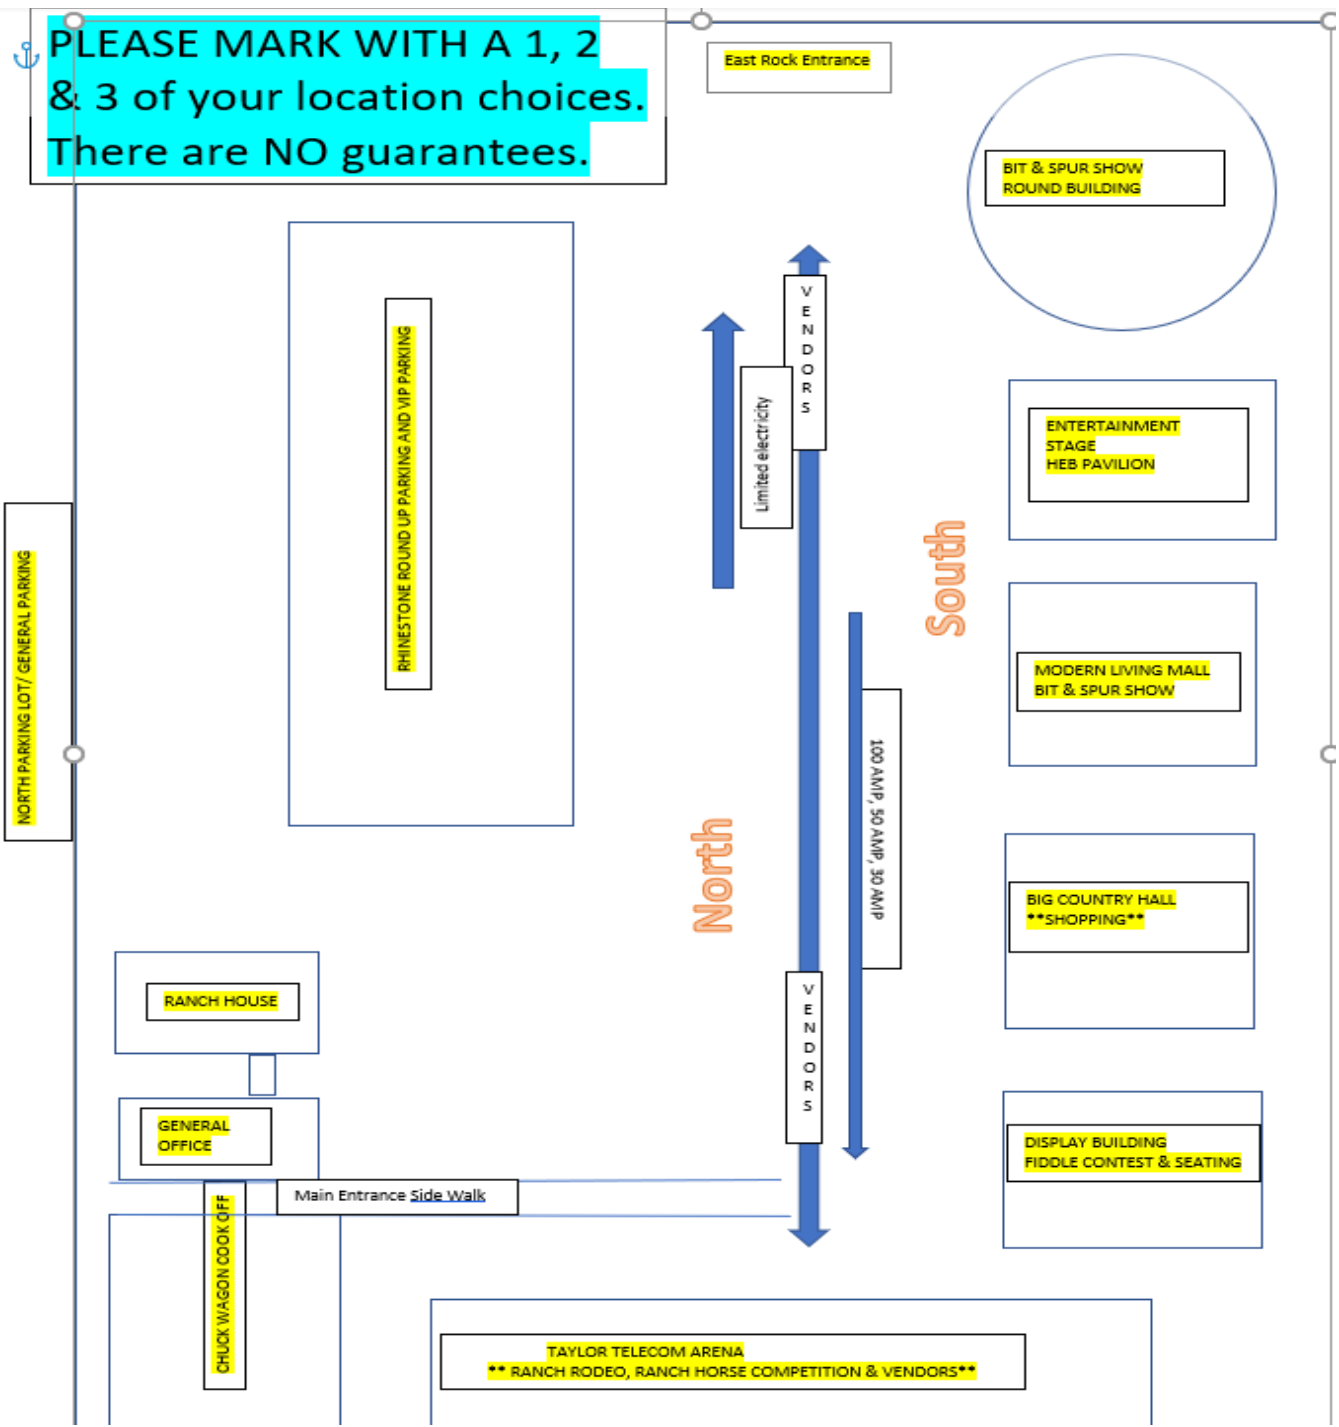 PLEASE MARK WITH A 1, 2
& 3 of your location choices.
There are NO guarantees.
East Rock Entrance
BIT & SPUR SHOW
ROUND BUILDING
VENDORS
Limited electricity
RHINESTONE ROUND UP PARKING AND VIP PARKING
ENTERTAINMENT
STAGE
HEB PAVILION
South
NORTH PARKING LOT/ GENERAL PARKING
MODERN LIVING MALL
BIT & SPUR SHOW
100 AMP, 50 AMP, 30 AMP
North
BIG COUNTRY HALL
**SHOPPING**
RANCH HOUSE
VENDORS
GENERAL
OFFICE
DISPLAY BUILDING
FIDDLE CONTEST & SEATING
Main Entrance Side Walk
CHUCK WAGON COOK OFF
TAYLOR TELECOM ARENA
** RANCH RODEO, RANCH HORSE COMPETITION & VENDORS**